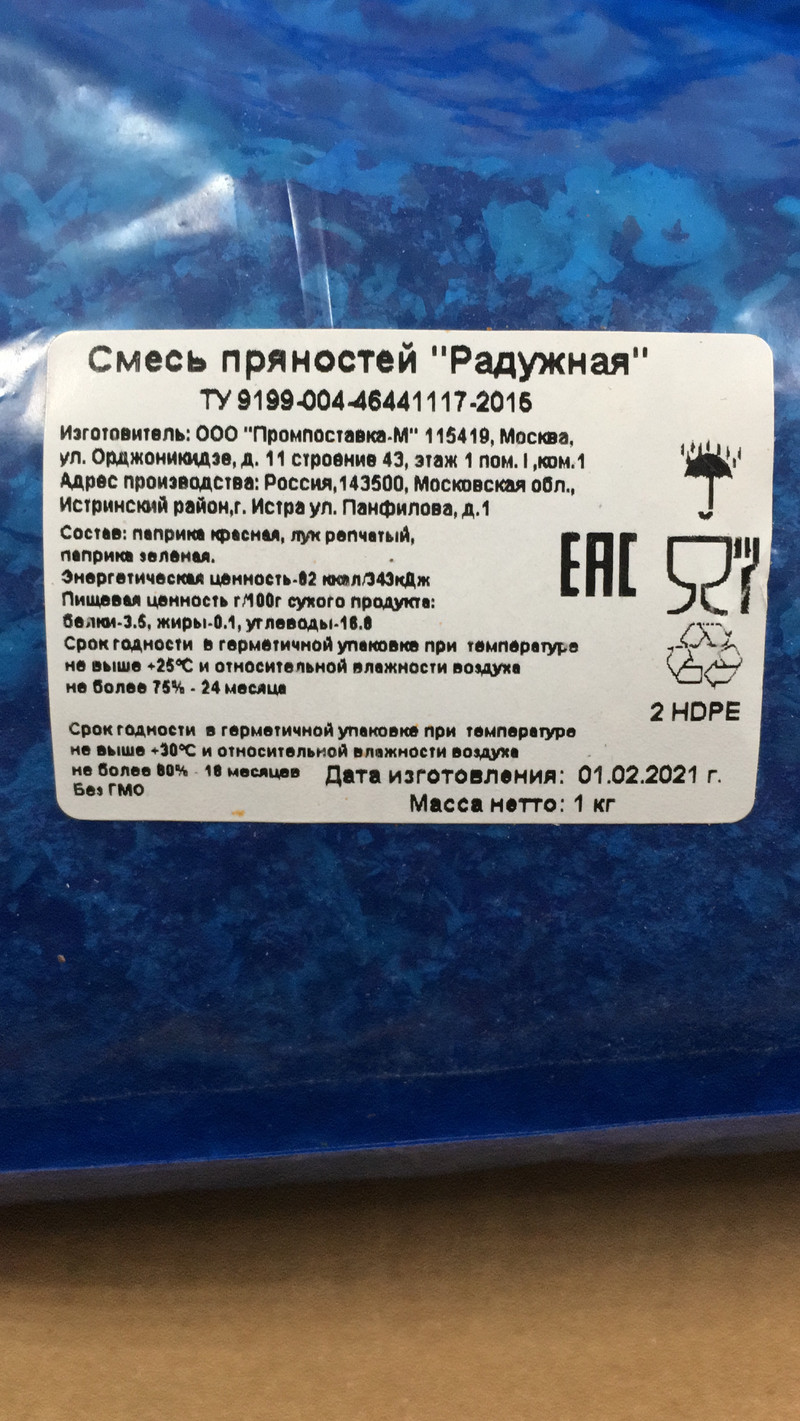 Смесь пряностей "Радужная"
ТУ 9199-004-46441117-2015
Изготовитель: ООО "Промпоставка-М" 115419, Москва,
ул. Орджоникидзе, д. 11 строение 43, этаж 1 пом. I ,ком.1
Адрес производства: Россия,143500, Московская обл.,
Истринский район,г. Истра ул. Панфилова, д.1
Состав: паприка красная, лук репчатый,
паприка зеленая.
Энергетическая ценность-82 ккал/343кДж
Пищевая ценность г/100г сухого продукта:
белки-3.5, жиры-0.1, углеводы-16.8
Срок годности в герметичной упаковке при температуре
не выше +25°С и относительной влажности воздуха
не более 75% - 24 месяца
EAC
2 HDPE
Срок годности в герметичной упаковке при температуре
не выше +30°С и относительной влажности воздуха
не более 80% - 18 месяцев
Без ГМО
Дата изготовления: 01.02.2021 г.
Масса нетто: 1 кг